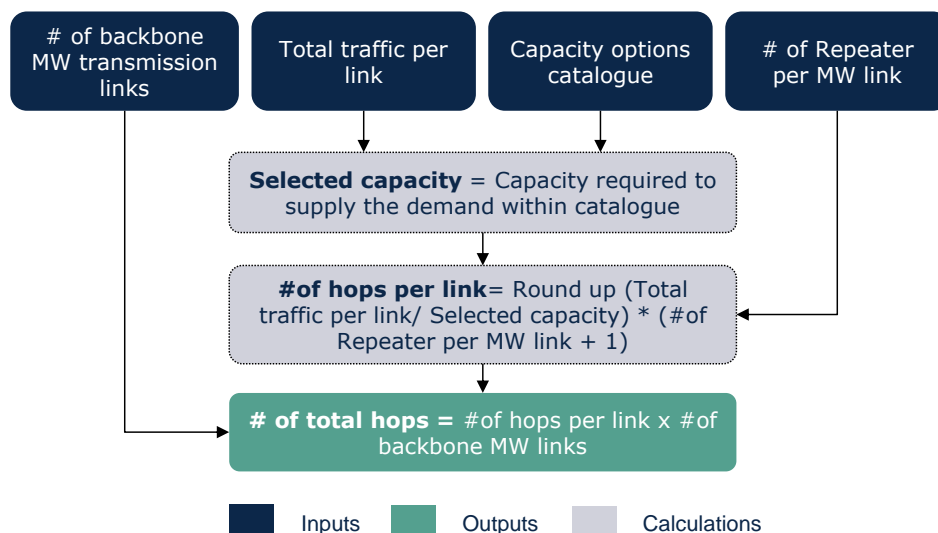 # of backbone
MW transmission
links
Total traffic per
link
Capacity options
catalogue
# of Repeater
per MW link
Selected capacity = Capacity required to
supply the demand within catalogue
#of hops per link= Round up (Total
traffic per link/ Selected capacity) * (#of
Repeater per MW link + 1)
# of total hops = #of hops per link x #of
backbone MW links
Inputs
Outputs
Calculations